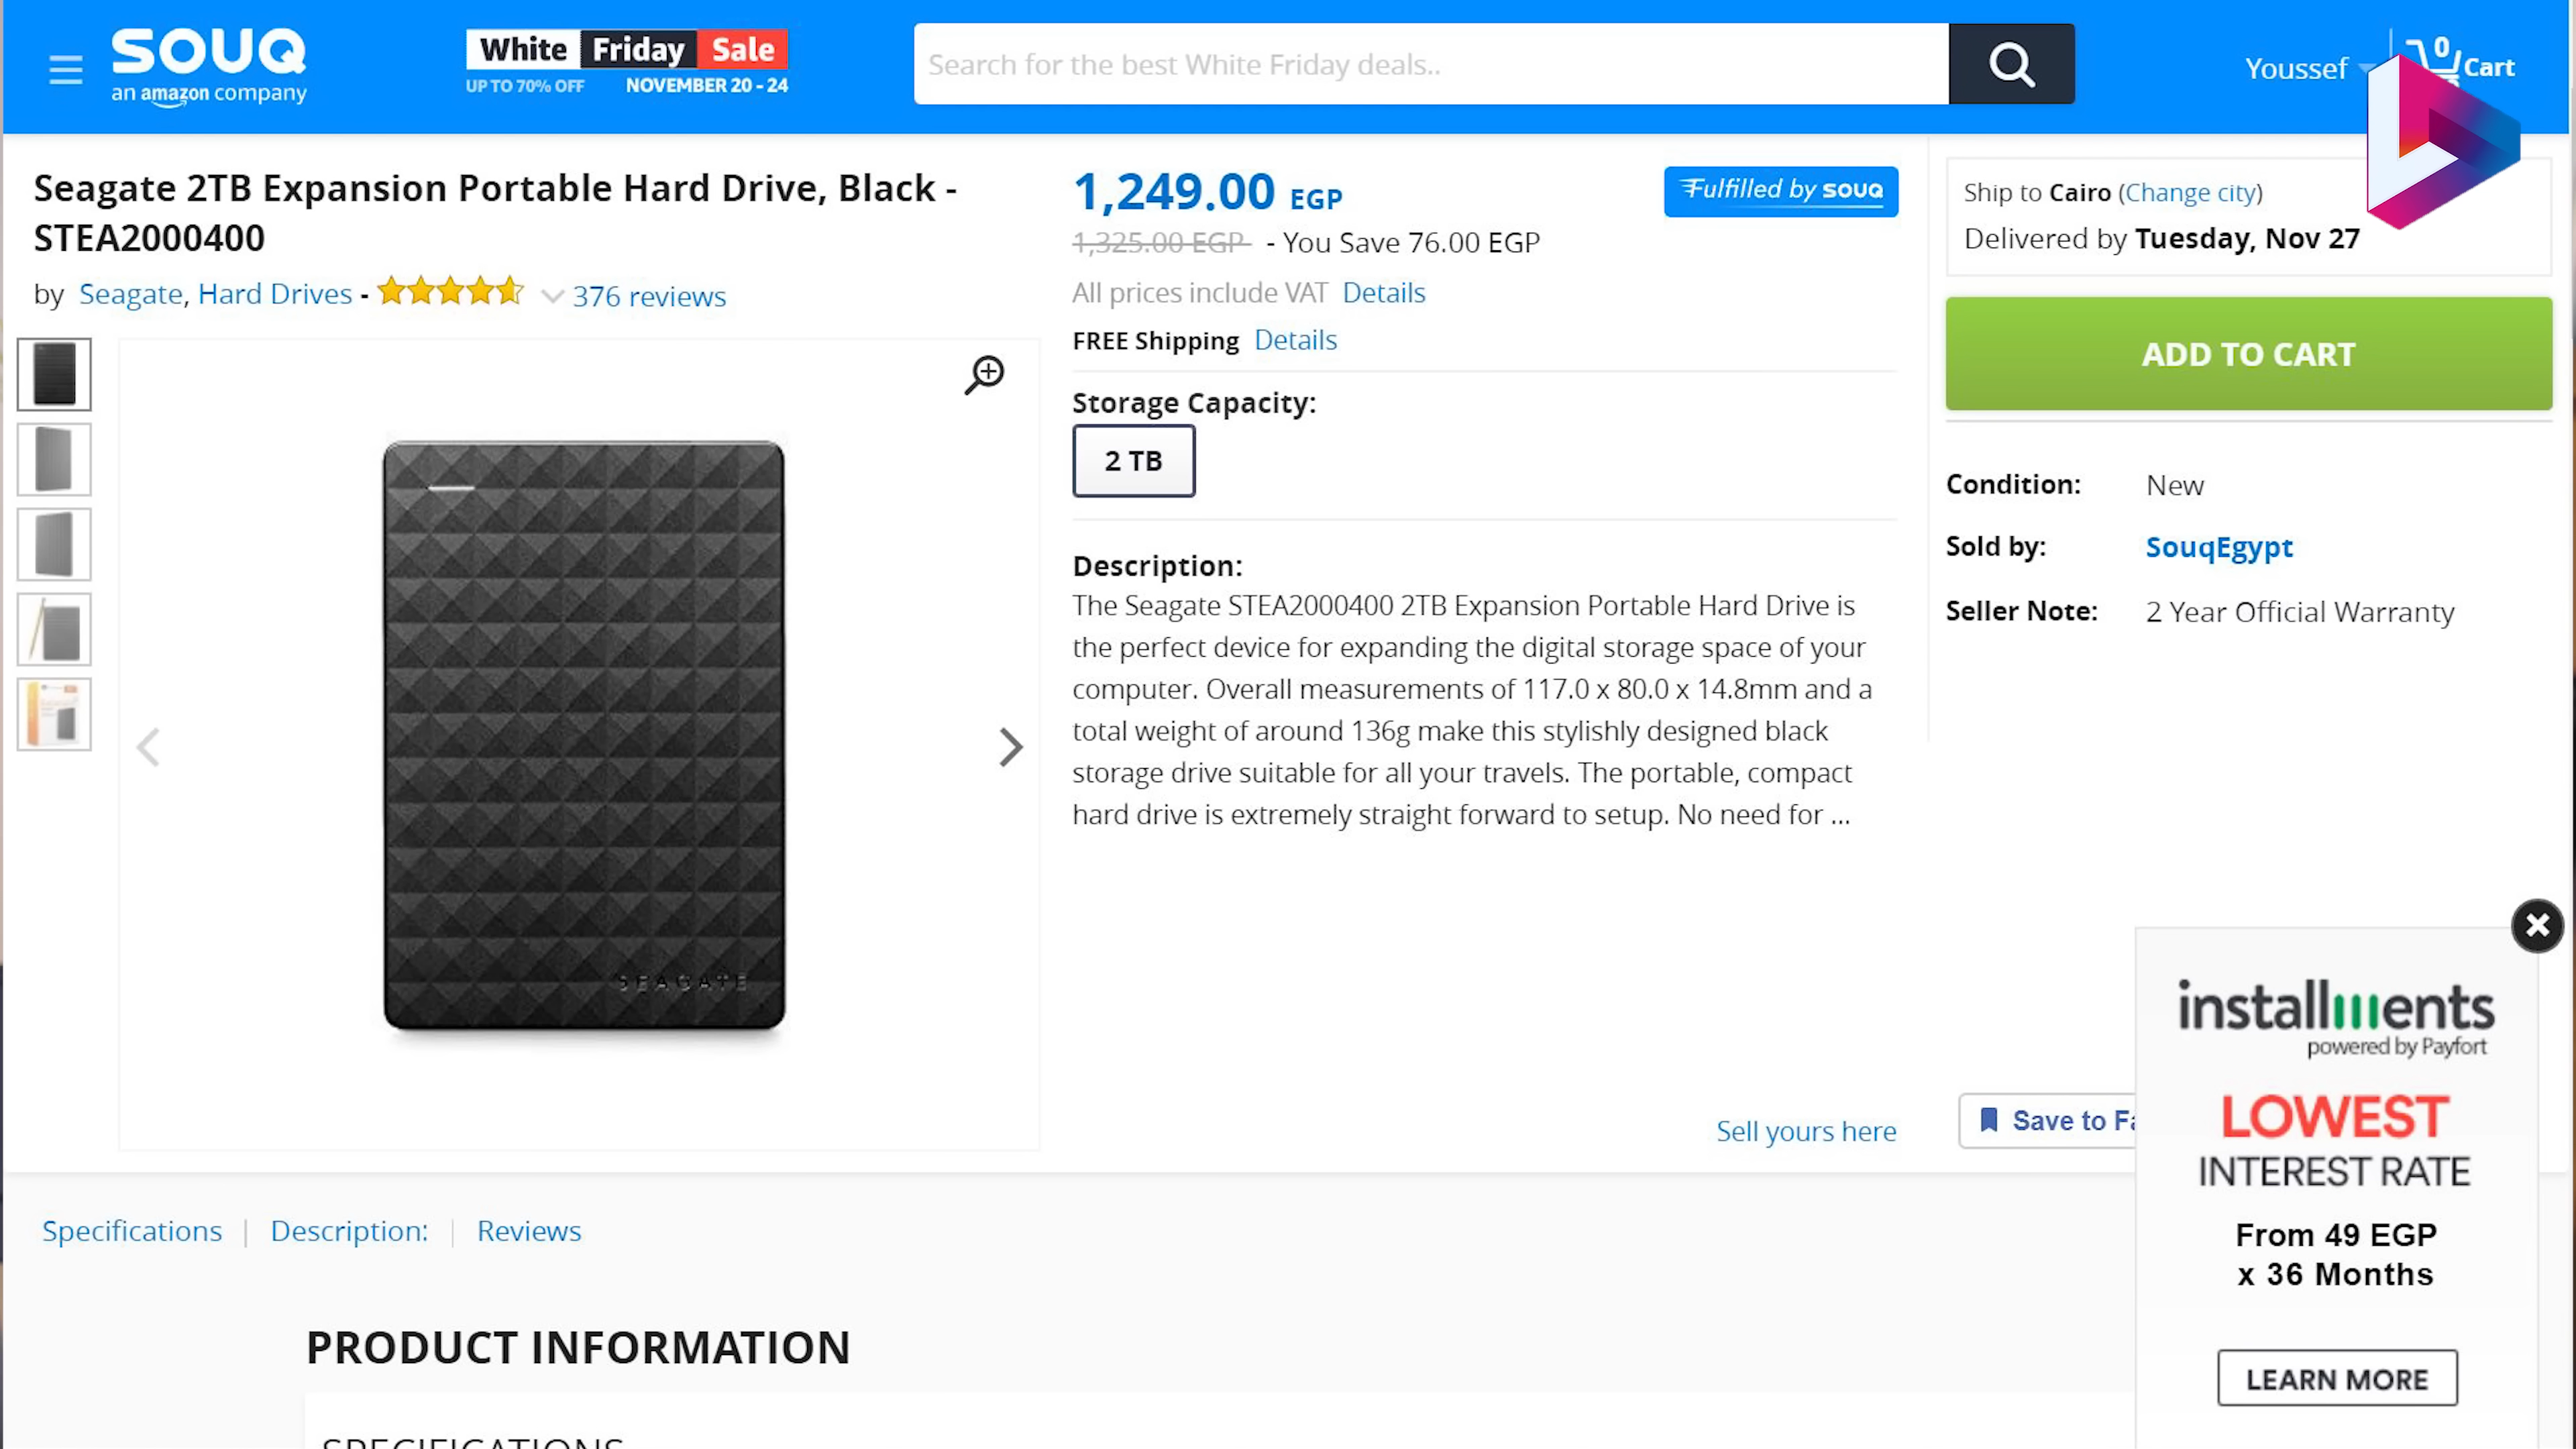 SOUQ
an amazon company
White Friday Sale
UP TO 70% OFF NOVEMBER 20 - 24
Search for the best White Friday deals..
Youssef
0
Cart
Seagate 2TB Expansion Portable Hard Drive, Black -
STEA2000400
by Seagate, Hard Drives - 376 reviews
SEAGATE
1,249.00 EGP
Fulfilled by SOUQ
1,325.00 EGP - You Save 76.00 EGP
All prices include VAT Details
FREE Shipping Details
Storage Capacity:
2 TB
Description:
The Seagate STEA2000400 2TB Expansion Portable Hard Drive is
the perfect device for expanding the digital storage space of your
computer. Overall measurements of 117.0 x 80.0 x 14.8mm and a
total weight of around 136g make this stylishly designed black
storage drive suitable for all your travels. The portable, compact
hard drive is extremely straight forward to setup. No need for ...
Sell yours here
Ship to Cairo (Change city)
Delivered by Tuesday, Nov 27
ADD TO CART
Condition: New
Sold by: SouqEgypt
Seller Note: 2 Year Official Warranty
Save to Fa
installments
powered by Payfort
LOWEST
INTEREST RATE
From 49 EGP
x 36 Months
LEARN MORE
Specifications | Description: | Reviews
PRODUCT INFORMATION
SPECIFICATIONS